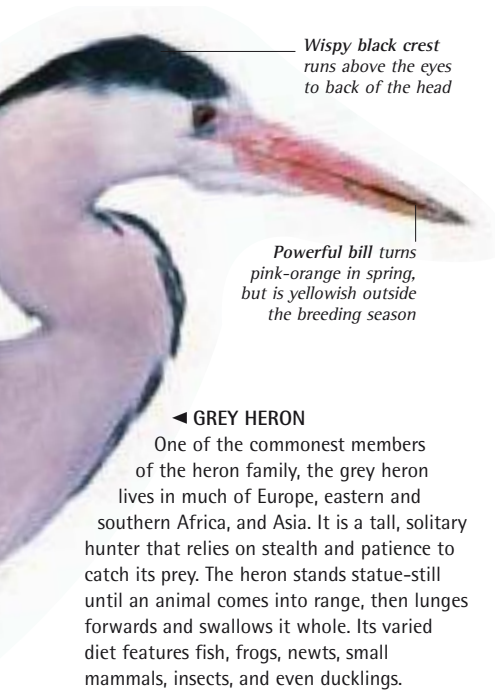 Wispy black crest
runs above the eyes
to back of the head
Powerful bill turns
pink-orange in spring,
but is yellowish outside
the breeding season
◄ GREY HERON
One of the commonest members
of the heron family, the grey heron
lives in much of Europe, eastern and
southern Africa, and Asia. It is a tall, solitary
hunter that relies on stealth and patience to
catch its prey. The heron stands statue-still
until an animal comes into range, then lunges
forwards and swallows it whole. Its varied
diet features fish, frogs, newts, small
mammals, insects, and even ducklings.